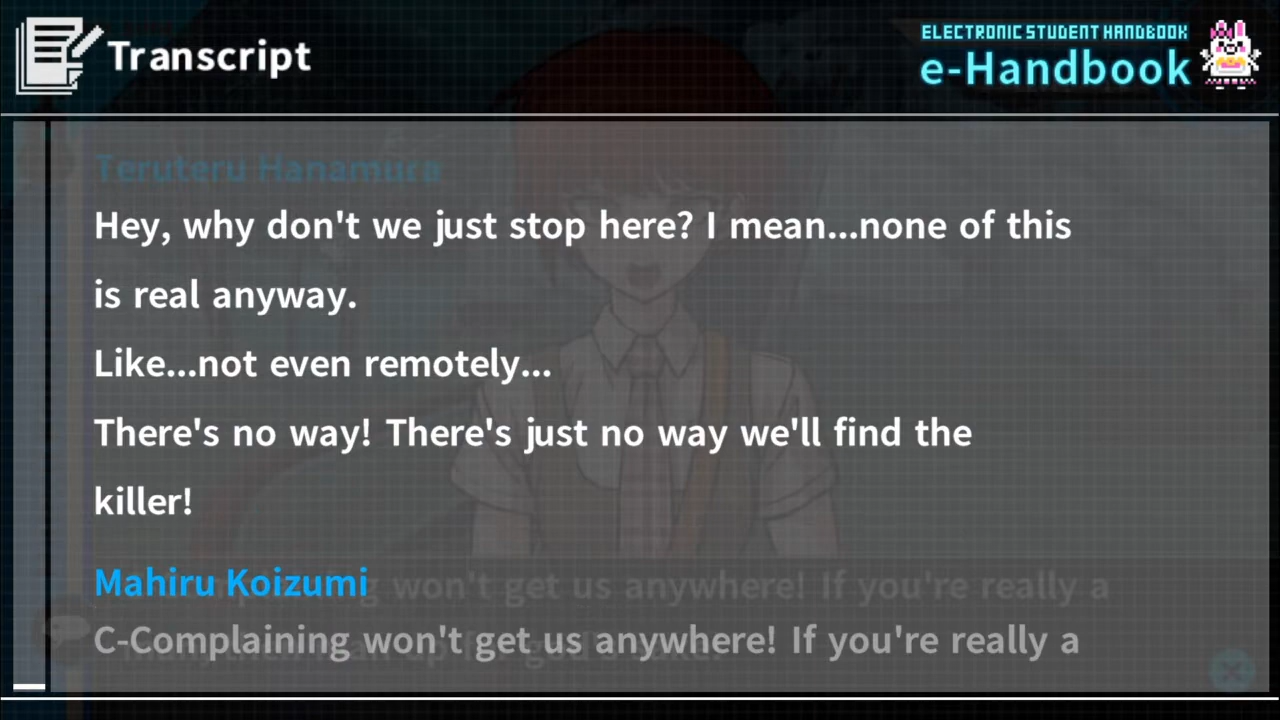 Transcript
ELECTRONIC STUDENT HANDBOOK
e-Handbook
Teruteru Hanamura
Hey, why don't we just stop here? I mean...none of this
is real anyway.
Like...not even remotely...
There's no way! There's just no way we'll find the
killer!
Mahiru Koizumi
C-Complaining won't get us anywhere! If you're really a